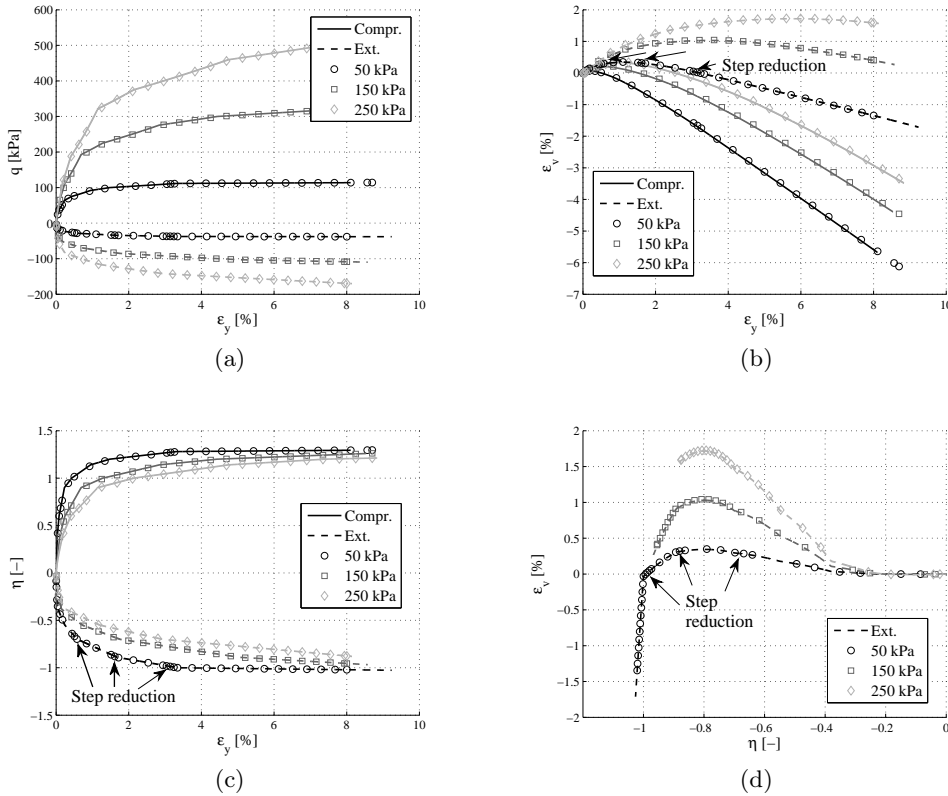 600
500
400
300
200
100
0
−100
−200
q [kPa]
0 2 4 6 8 10
ε_y [%]
Compr.
Ext.
50 kPa
150 kPa
250 kPa
(a)
2
1
0
−1
−2
−3
−4
−5
−6
−7
ε_v [%]
0 2 4 6 8 10
ε_y [%]
Step reduction
Compr.
Ext.
50 kPa
150 kPa
250 kPa
(b)
1.5
1
0.5
0
−0.5
−1
−1.5
η [−]
0 2 4 6 8 10
ε_y [%]
Compr.
Ext.
50 kPa
150 kPa
250 kPa
Step reduction
(c)
2
1.5
1
0.5
0
−0.5
−1
−1.5
2
ε_v [%]
−1 −0.8 −0.6 −0.4 −0.2 0
η [−]
Step
reduction
Ext.
50 kPa
150 kPa
250 kPa
(d)